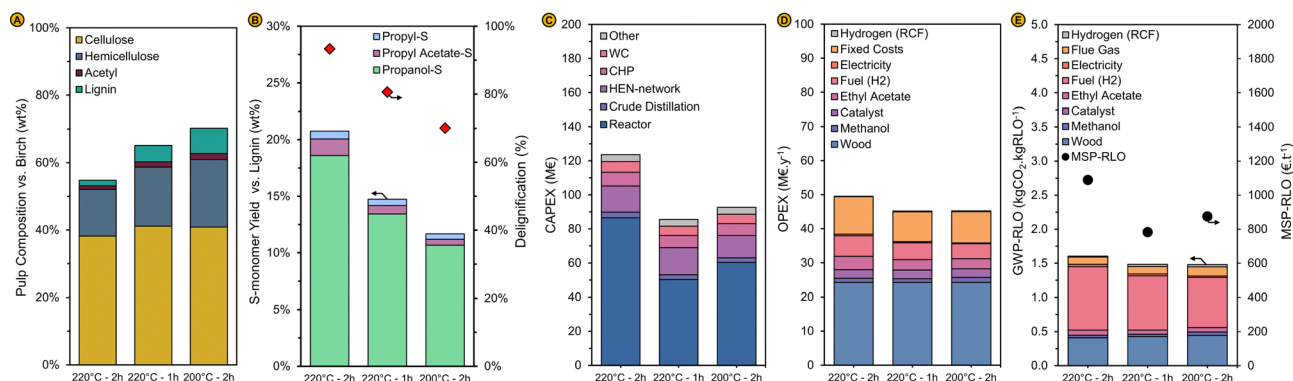 A
Pulp Composition vs. Birch (wt%)
100%
80%
60%
40%
20%
0%
Cellulose
Hemicellulose
Acetyl
Lignin
220°C - 2h
220°C - 1h
200°C - 2h
B
S-monomer Yield vs. Lignin (wt%)
30%
25%
20%
15%
10%
5%
0%
Propyl-S
Propyl Acetate-S
Propanol-S
100%
80%
60%
40%
20%
0%
Delignification (%)
220°C - 2h
220°C - 1h
200°C - 2h
C
CAPEX (M€)
200
180
160
140
120
100
80
60
40
20
0
Other
WC
CHP
HEN-network
Crude Distillation
Reactor
220°C - 2h
220°C - 1h
200°C - 2h
D
OPEX (M€.y⁻¹)
100
90
80
70
60
50
40
30
20
10
0
Hydrogen (RCF)
Fixed Costs
Electricity
Fuel (H2)
Ethyl Acetate
Catalyst
Methanol
Wood
220°C - 2h
220°C - 1h
200°C - 2h
E
GWP-RLO (kgCO₂.kgRLO⁻¹)
5.0
4.5
4.0
3.5
3.0
2.5
2.0
1.5
1.0
0.5
0.0
Hydrogen (RCF)
Flue Gas
Electricity
Fuel (H2)
Ethyl Acetate
Catalyst
Methanol
Wood
MSP-RLO
2000
1800
1600
1400
1200
1000
800
600
400
200
0
MSP-RLO (€.t⁻¹)
220°C - 2h
220°C - 1h
200°C - 2h